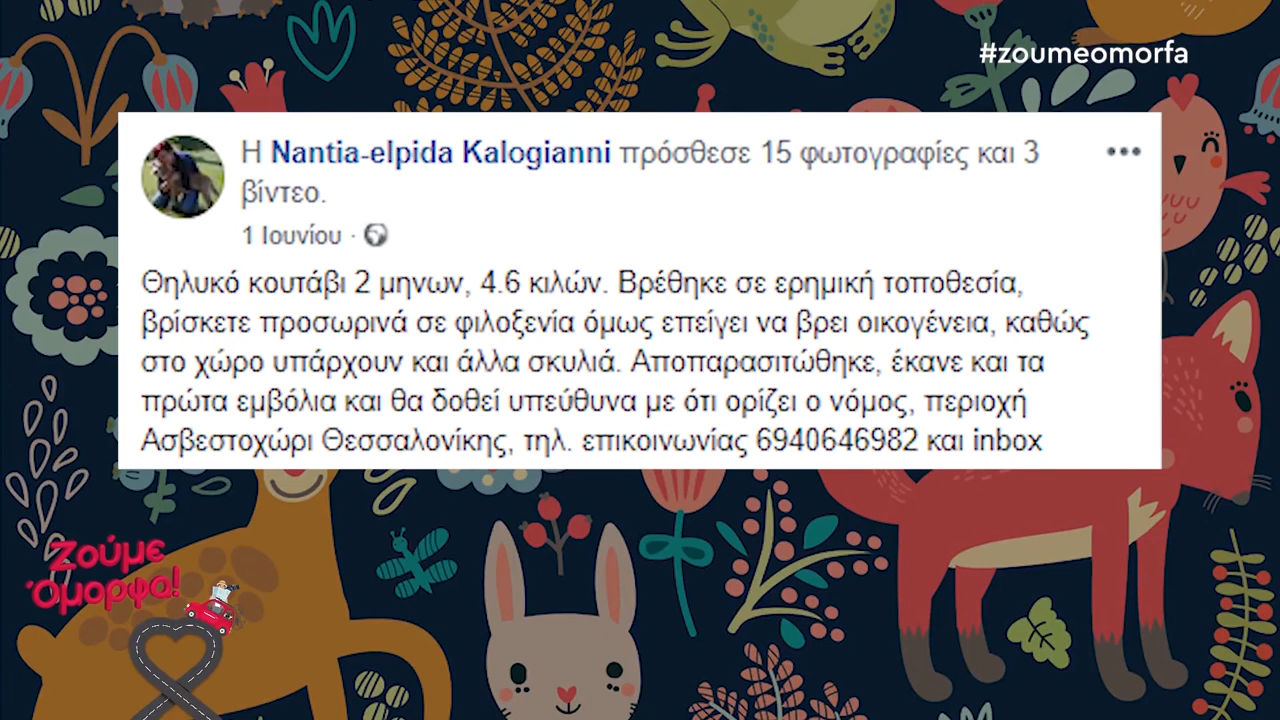 #zoumeomorfa
Η Nantia-elpida Kalogianni πρόσθεσε 15 φωτογραφίες και 3
βίντεο.
1 Ιουνίου ·
Θηλυκό κουτάβι 2 μηνων, 4.6 κιλών. Βρέθηκε σε ερημική τοποθεσία,
βρίσκετε προσωρινά σε φιλοξενία όμως επείγει να βρει οικογένεια, καθώς
στο χώρο υπάρχουν και άλλα σκυλιά. Αποπαρασιτώθηκε, έκανε και τα
πρώτα εμβόλια και θα δοθεί υπεύθυνα με ότι ορίζει ο νόμος, περιοχή
Ασβεστοχώρι Θεσσαλονίκης, τηλ. επικοινωνίας 6940646982 και inbox
Ζούμε
Όμορφα!